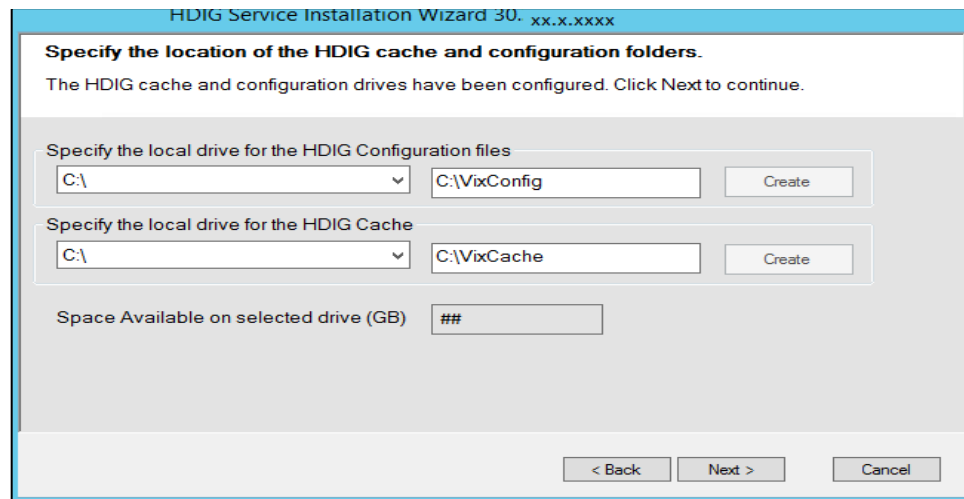 HDIG Service Installation Wizard 30. xx.x.xxxx
Specify the location of the HDIG cache and configuration folders.
The HDIG cache and configuration drives have been configured. Click Next to continue.
Specify the local drive for the HDIG Configuration files
C:\ C:\VixConfig Create
Specify the local drive for the HDIG Cache
C:\ C:\VixCache Create
Space Available on selected drive (GB) ##
< Back Next > Cancel